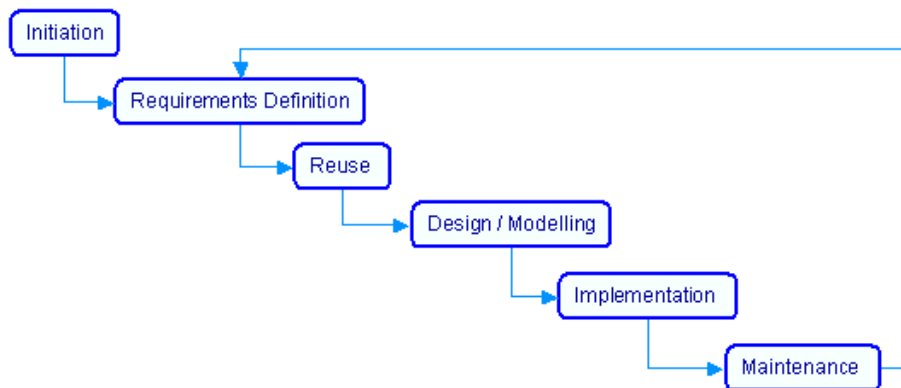 Initiation
Requirements Definition
Reuse
Design / Modelling
Implementation
Maintenance